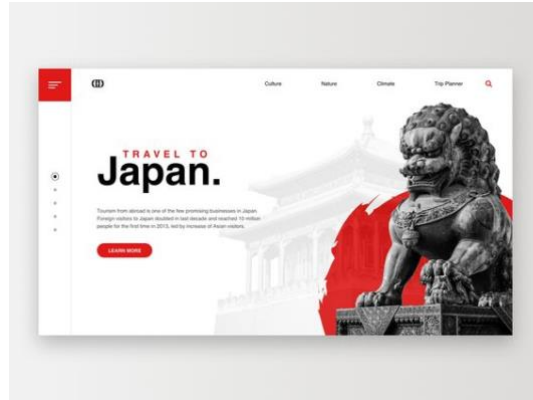 Culture
Nature
Climate
Trip-Planner
TRAVEL TO
Japan.
Tourism from abroad is one of the few promising businesses in Japan.
Foreign visitors to Japan doubled in last decade and reached 10 million
people for the first time in 2013, led by increase of Asian visitors.
LEARN MORE